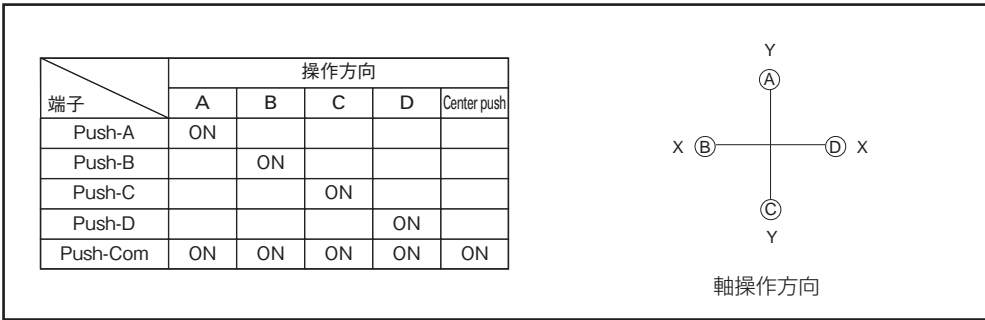 操作方向
端子 A B C D Center push
Push-A ON
Push-B ON
Push-C ON
Push-D ON
Push-Com ON ON ON ON ON
Y
A
X B D X
C
Y
軸操作方向